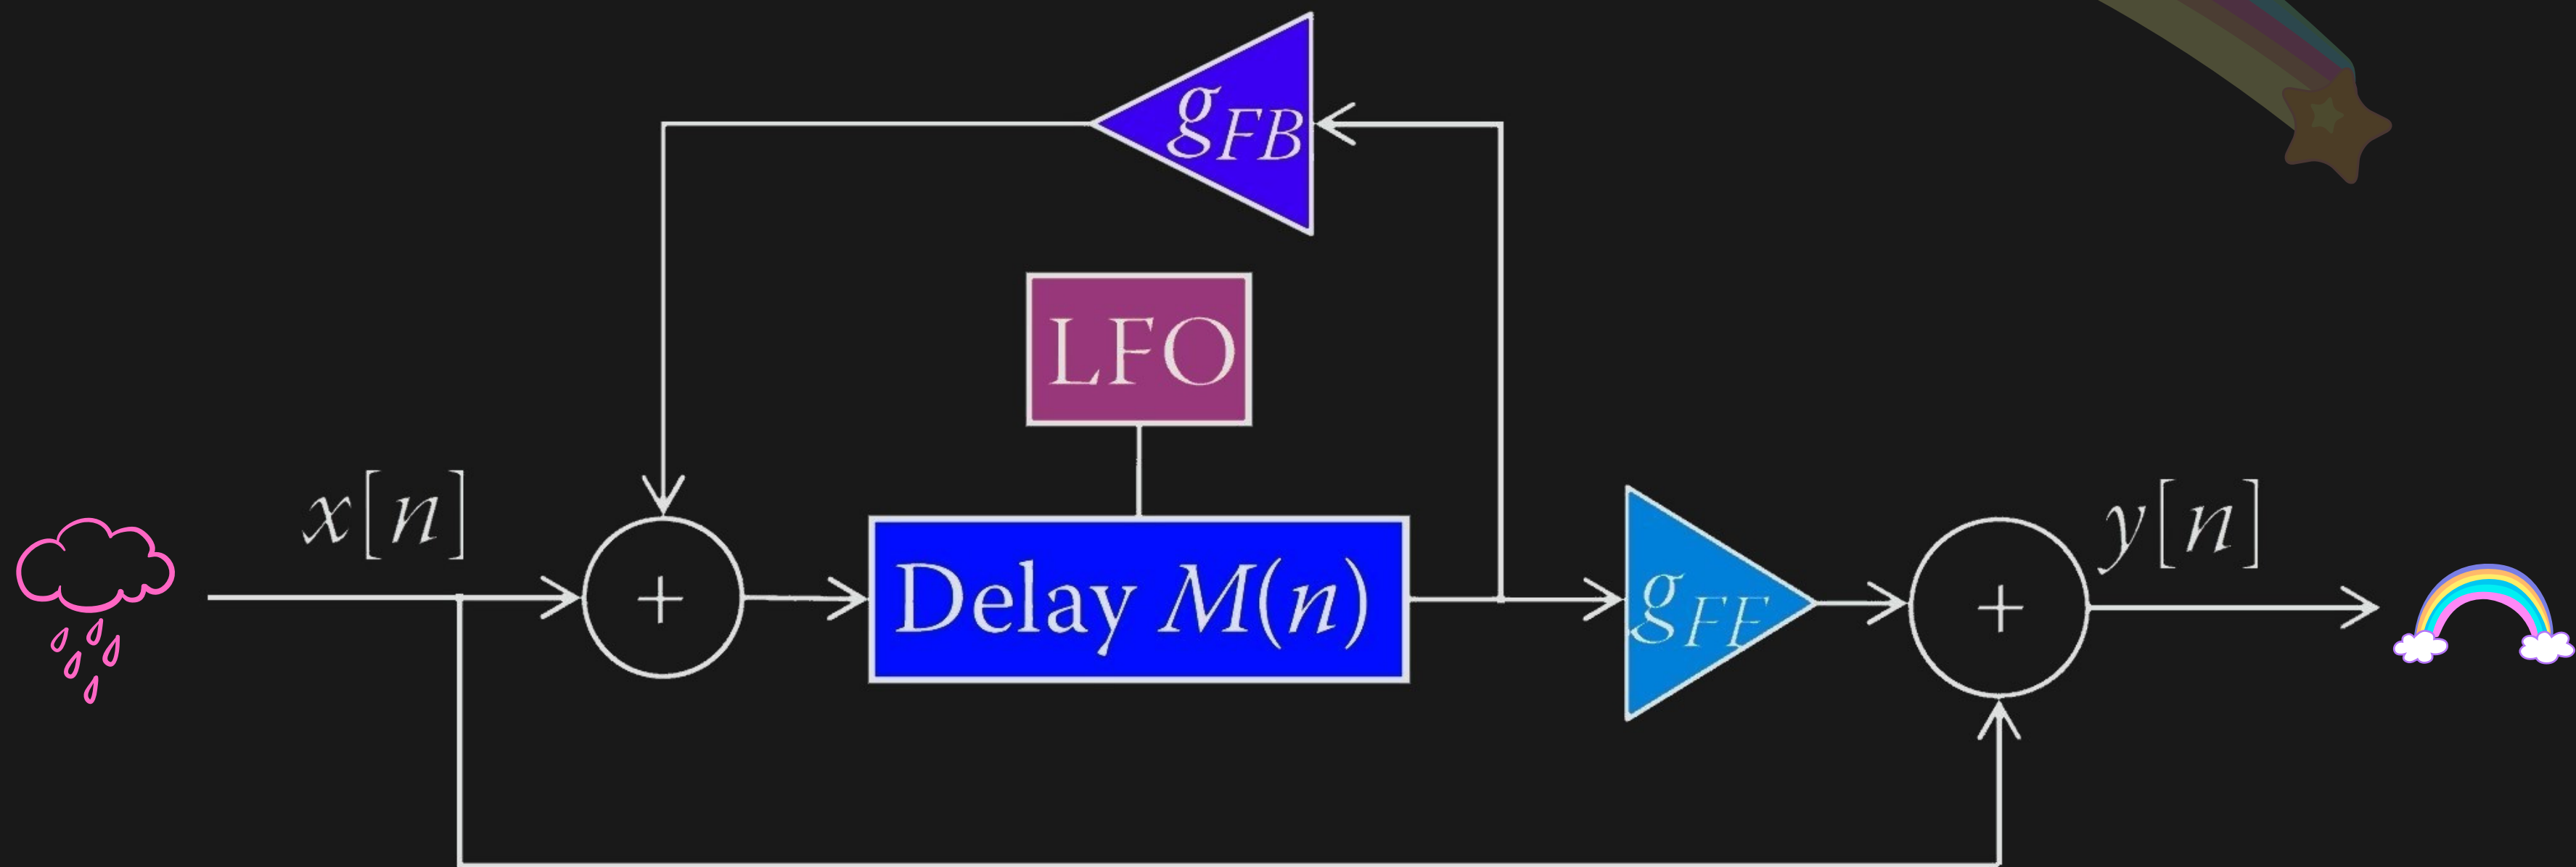 g_FB
LFO
x[n]
+
Delay M(n)
g_FF
+
y[n]